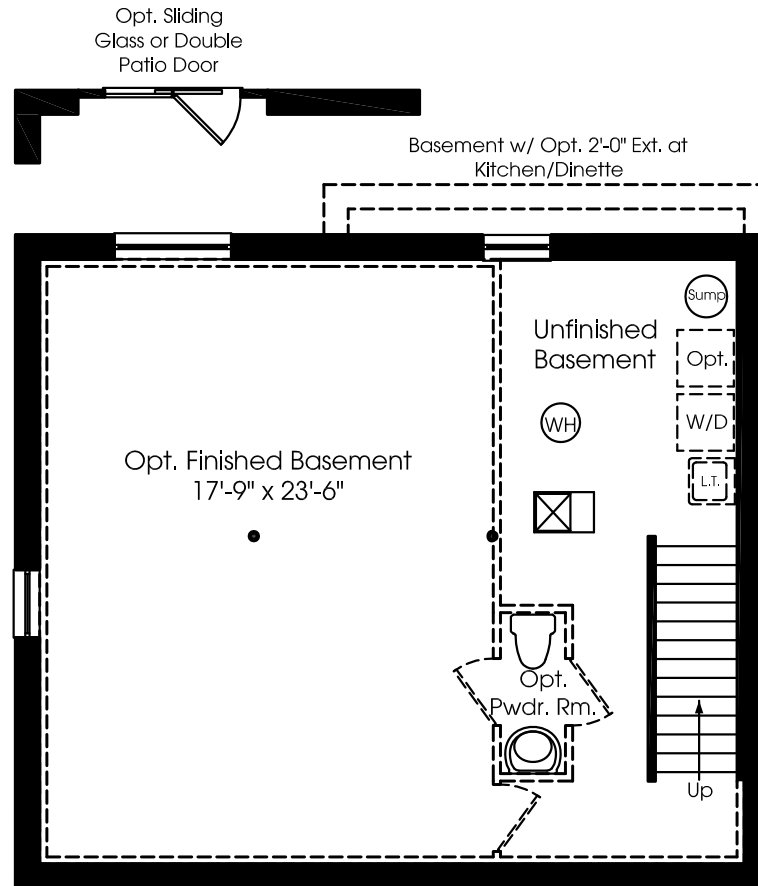 Opt. Sliding
Glass or Double
Patio Door
Basement w/ Opt. 2'-0" Ext. at
Kitchen/Dinette
Sump
Unfinished
Basement
Opt.
WH
W/D
Opt. Finished Basement
17'-9" x 23'-6"
L.T.
Opt.
Pwdr. Rm.
Up